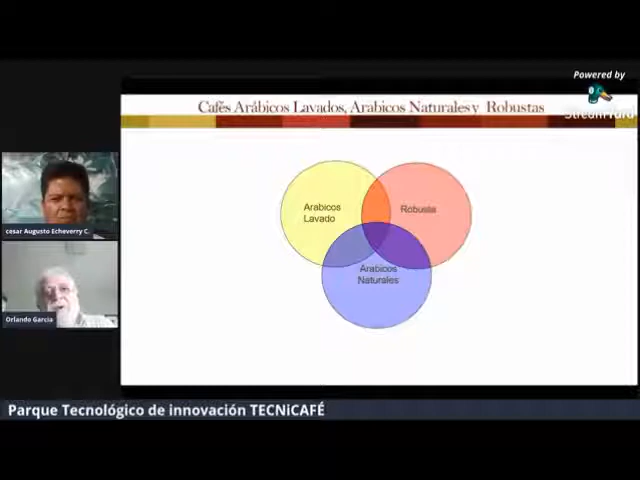 Powered by
StreamYard
Cafés Arábicos Lavados, Arabicos Naturales y Robustas
Arabicos
Lavado
Robusta
Arabicos
Naturales
cesar Augusto Echeverry C.
Orlando Garcia
Parque Tecnológico de innovación TECNiCAFÉ